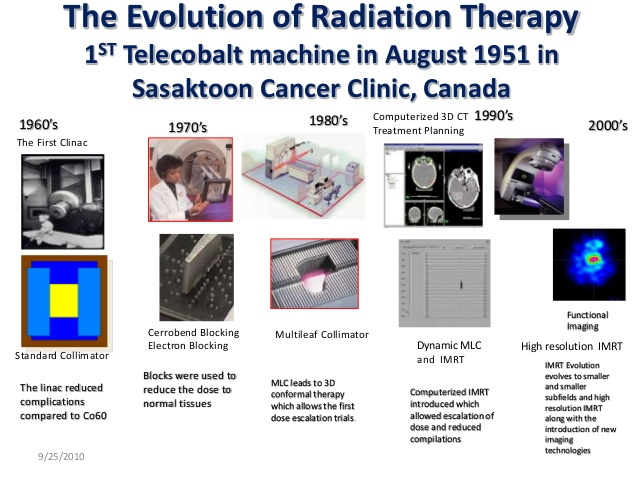 The Evolution of Radiation Therapy
1ST Telecobalt machine in August 1951 in
Sasaktoon Cancer Clinic, Canada
1960's
The First Clinac
Standard Collimator
The linac reduced
complications
compared to Co60
1970's
Cerrobend Blocking
Electron Blocking
Blocks were used to
reduce the dose to
normal tissues
1980's
Multileaf Collimator
MLC leads to 3D
conformal therapy
which allows the first
dose escalation trials.
Computerized 3D CT
Treatment Planning
1990's
Dynamic MLC
and IMRT
Computerized IMRT
introduced which
allowed escalation of
dose and reduced
compilations
2000's
Functional
Imaging
High resolution IMRT
IMRT Evolution
evolves to smaller
and smaller
subfields and high
resolution IMRT
along with the
introduction of new
imaging
technologies
9/25/2010